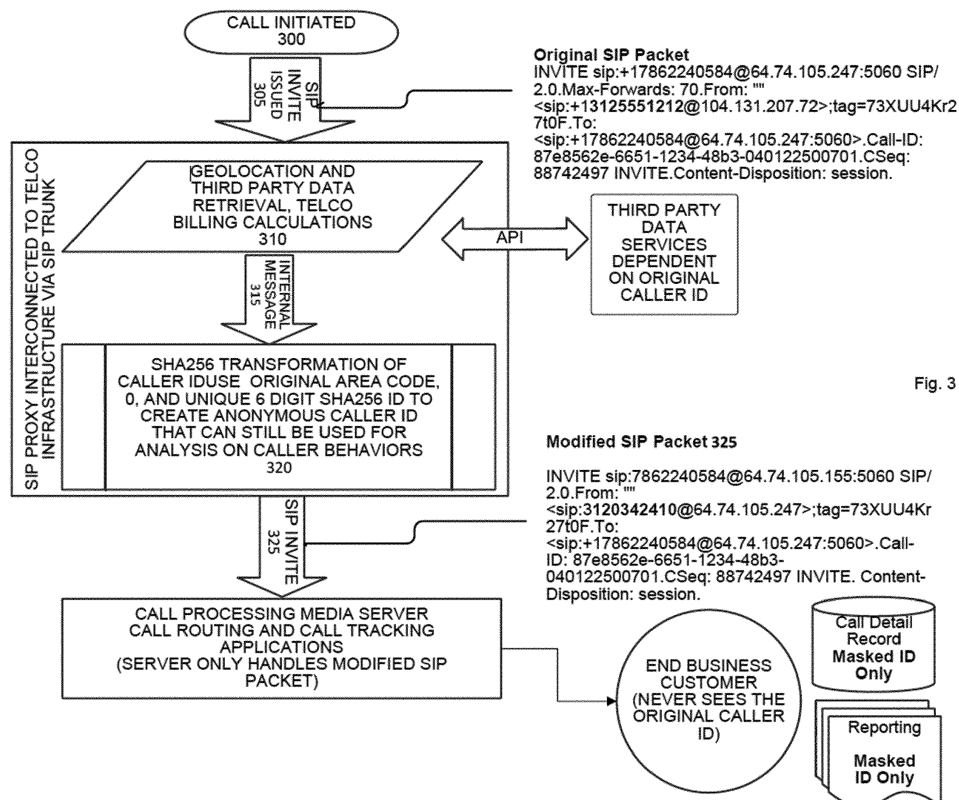 CALL INITIATED
300
SIP
INVITE
ISSUED
305
Original SIP Packet
INVITE sip:+17862240584@64.74.105.247:5060 SIP/
2.0.Max-Forwards: 70.From: ""
<sip:+13125551212@104.131.207.72>;tag=73XUU4Kr2
7t0F.To:
<sip:+17862240584@64.74.105.247:5060>.Call-ID:
87e8562e-6651-1234-48b3-040122500701.CSeq:
88742497 INVITE.Content-Disposition: session.
SIP PROXY INTERCONNECTED TO TELCO
INFRASTRUCTURE VIA SIP TRUNK
GEOLOCATION AND
THIRD PARTY DATA
RETRIEVAL, TELCO
BILLING CALCULATIONS
310
API
THIRD PARTY
DATA
SERVICES
DEPENDENT
ON ORIGINAL
CALLER ID
INTERNAL
MESSAGE
315
SHA256 TRANSFORMATION OF
CALLER IDUSE ORIGINAL AREA CODE,
0, AND UNIQUE 6 DIGIT SHA256 ID TO
CREATE ANONYMOUS CALLER ID
THAT CAN STILL BE USED FOR
ANALYSIS ON CALLER BEHAVIORS
320
Fig. 3
Modified SIP Packet 325
INVITE sip:7862240584@64.74.105.155:5060 SIP/
2.0.From: ""
<sip:3120342410@64.74.105.247>;tag=73XUU4Kr
27t0F.To:
<sip:+17862240584@64.74.105.247:5060>.Call-
ID: 87e8562e-6651-1234-48b3-
040122500701.CSeq: 88742497 INVITE. Content-
Disposition: session.
SIP INVITE
325
CALL PROCESSING MEDIA SERVER
CALL ROUTING AND CALL TRACKING
APPLICATIONS
(SERVER ONLY HANDLES MODIFIED SIP
PACKET)
END BUSINESS
CUSTOMER
(NEVER SEES THE
ORIGINAL CALLER
ID)
Call Detail
Record
Masked ID
Only
Reporting
Masked
ID Only